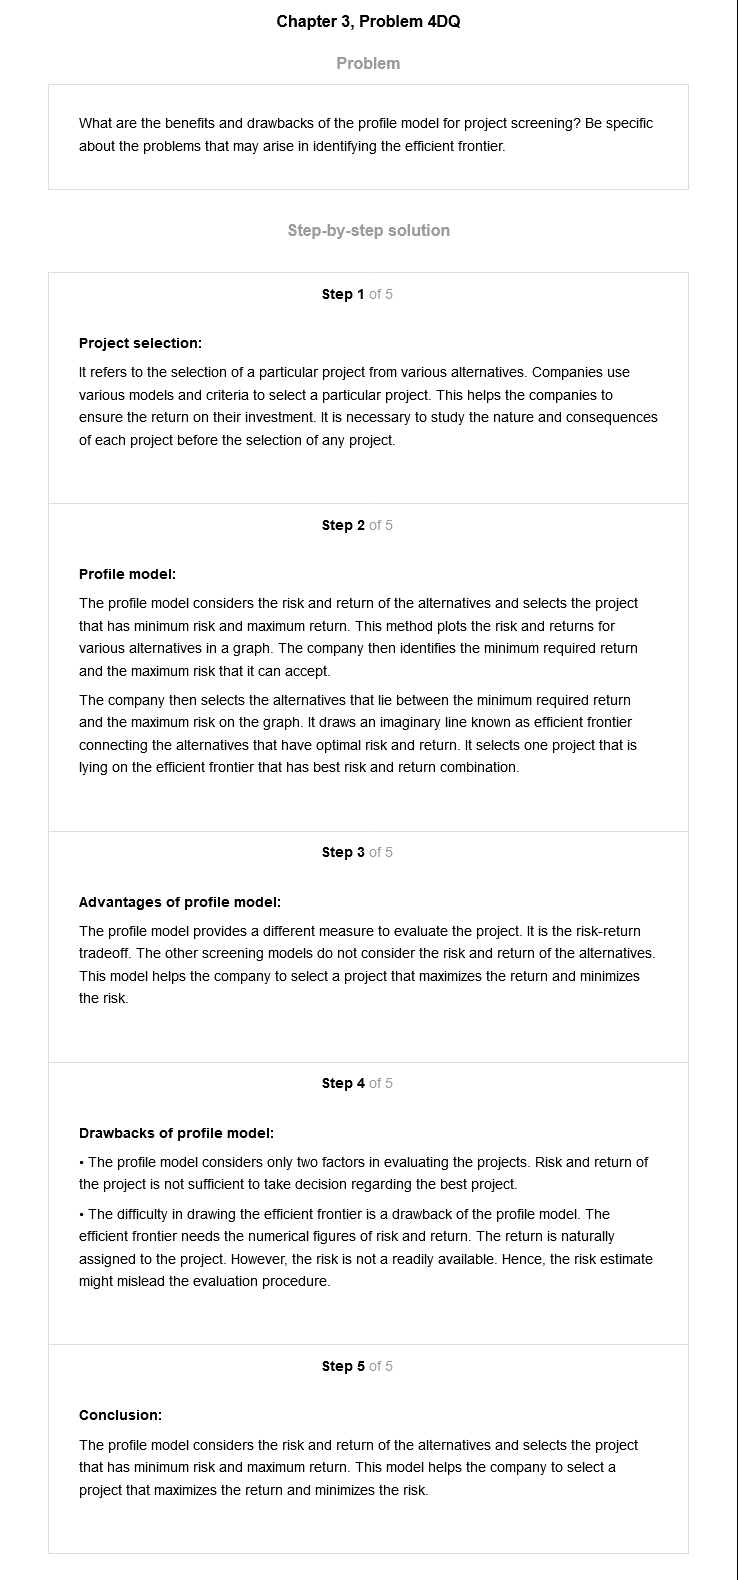 Chapter 3, Problem 4DQ
Problem
What are the benefits and drawbacks of the profile model for project screening? Be specific
about the problems that may arise in identifying the efficient frontier.
Step-by-step solution
Step 1 of 5
Project selection:
It refers to the selection of a particular project from various alternatives. Companies use
various models and criteria to select a particular project. This helps the companies to
ensure the return on their investment. It is necessary to study the nature and consequences
of each project before the selection of any project.
Step 2 of 5
Profile model:
The profile model considers the risk and return of the alternatives and selects the project
that has minimum risk and maximum return. This method plots the risk and returns for
various alternatives in a graph. The company then identifies the minimum required return
and the maximum risk that it can accept.
The company then selects the alternatives that lie between the minimum required return
and the maximum risk on the graph. It draws an imaginary line known as efficient frontier
connecting the alternatives that have optimal risk and return. It selects one project that is
lying on the efficient frontier that has best risk and return combination.
Step 3 of 5
Advantages of profile model:
The profile model provides a different measure to evaluate the project. It is the risk-return
tradeoff. The other screening models do not consider the risk and return of the alternatives.
This model helps the company to select a project that maximizes the return and minimizes
the risk.
Step 4 of 5
Drawbacks of profile model:
• The profile model considers only two factors in evaluating the projects. Risk and return of
the project is not sufficient to take decision regarding the best project.
• The difficulty in drawing the efficient frontier is a drawback of the profile model. The
efficient frontier needs the numerical figures of risk and return. The return is naturally
assigned to the project. However, the risk is not a readily available. Hence, the risk estimate
might mislead the evaluation procedure.
Step 5 of 5
Conclusion:
The profile model considers the risk and return of the alternatives and selects the project
that has minimum risk and maximum return. This model helps the company to select a
project that maximizes the return and minimizes the risk.